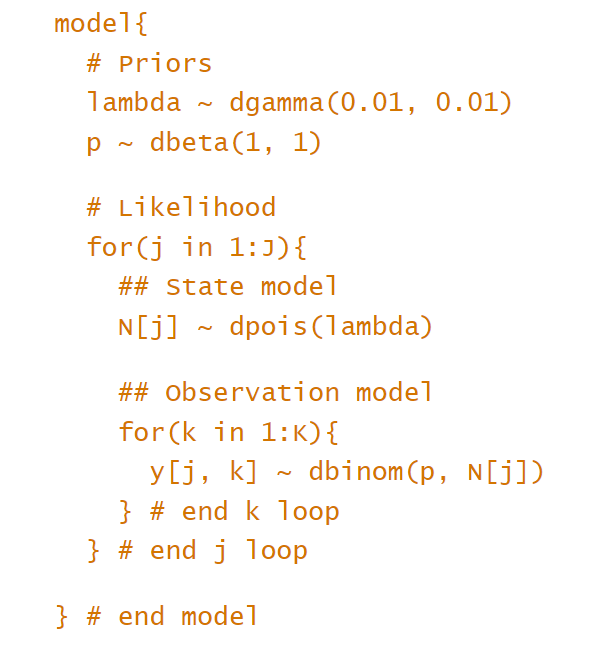 model{
  # Priors
  lambda ~ dgamma(0.01, 0.01)
  p ~ dbeta(1, 1)
  # Likelihood
  for(j in 1:J){
    ## State model
    N[j] ~ dpois(lambda)
    ## Observation model
    for(k in 1:K){
      y[j, k] ~ dbinom(p, N[j])
    } # end k loop
  } # end j loop
} # end model